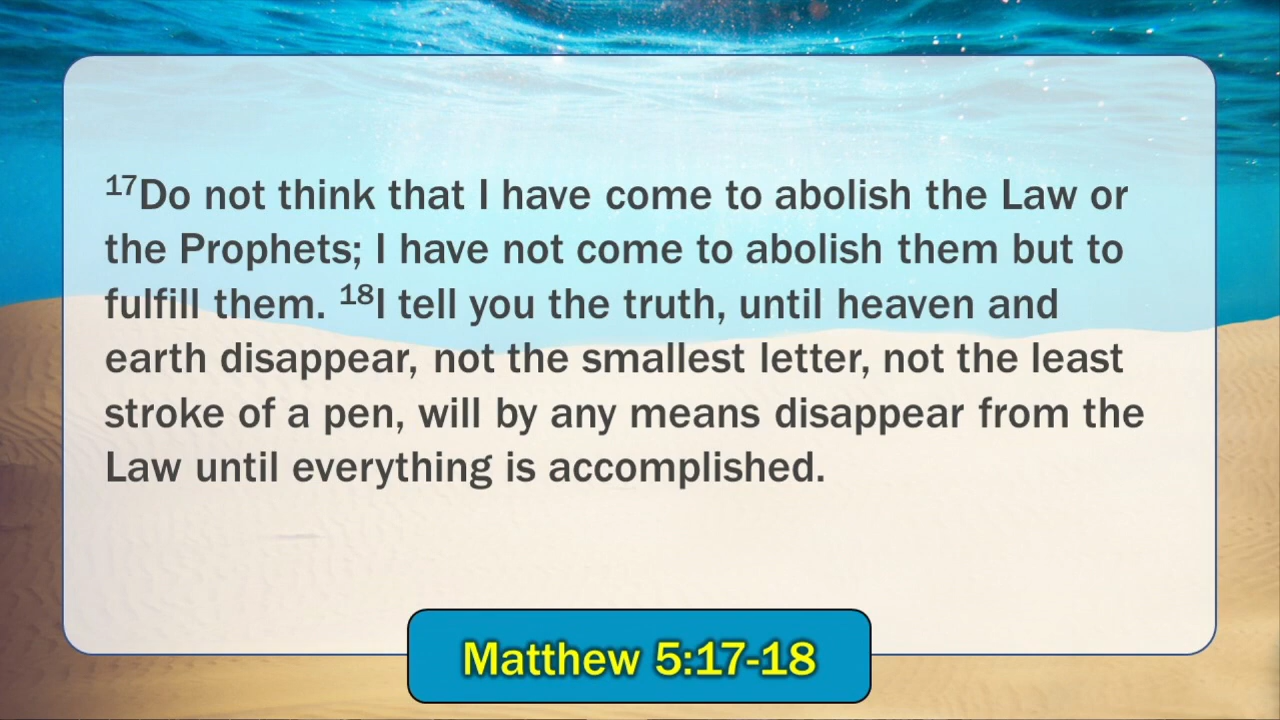 17Do not think that I have come to abolish the Law or
the Prophets; I have not come to abolish them but to
fulfill them. 18I tell you the truth, until heaven and
earth disappear, not the smallest letter, not the least
stroke of a pen, will by any means disappear from the
Law until everything is accomplished.
Matthew 5:17-18